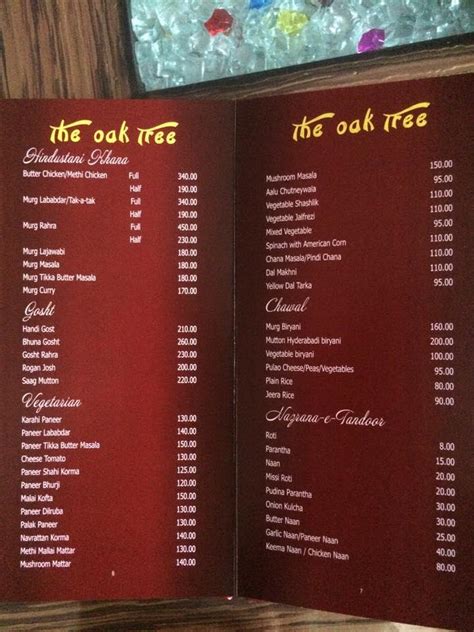 the oak tree
Hindustani Khana
Butter Chicken/Methi Chicken Full 340.00
Half 190.00
Murg Lababdar/Tak-a-tak Full 340.00
Half 190.00
Murg Rahra Full 450.00
Half 230.00
Murg Lajawabi 180.00
Murg Masala 180.00
Murg Tikka Butter Masala 180.00
Murg Curry 170.00
Gosht
Handi Gost 210.00
Bhuna Gosht 260.00
Gosht Rahra 230.00
Rogan Josh 200.00
Saag Mutton 220.00
Vegetarian
Karahi Paneer 130.00
Paneer Lababdar 140.00
Paneer Tikka Butter Masala 150.00
Cheese Tomato 130.00
Paneer Shahi Korma 125.00
Paneer Bhurji 110.00
Malai Kofta 150.00
Paneer Dilruba 130.00
Palak Paneer 130.00
Navrattan Korma 130.00
Methi Mallai Mattar 130.00
Mushroom Mattar 130.00
6
the oak tree
Mushroom Masala 150.00
Aalu Chutneywala 95.00
Vegetable Shashlik 110.00
Vegetable Jalfrezi 110.00
Mixed Vegetable 110.00
Spinach with American Corn 110.00
Chana Masala/Pindi Chana 95.00
Dal Makhni 110.00
Yellow Dal Tarka 95.00
Chawal
Murg Biryani 160.00
Mutton Hyderabadi biryani 200.00
Vegetable biryani 100.00
Pulao Cheese/Peas/Vegetables 100.00
Plain Rice 80.00
Jeera Rice 90.00
Nazrana-e-Tandoor
Roti 8.00
Parantha 15.00
Naan 20.00
Missi Roti 20.00
Pudina Parantha 20.00
Onion Kulcha 30.00
Butter Naan 30.00
Garlic Naan/Paneer Naan 40.00
Keema Naan / Chicken Naan 80.00
7